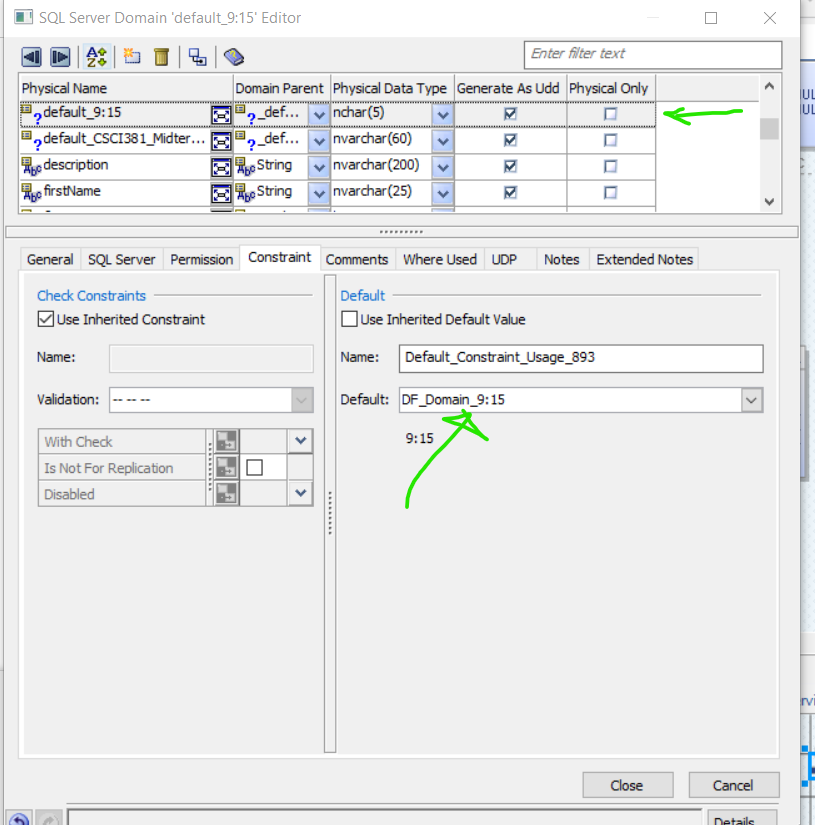 SQL Server Domain 'default_9:15' Editor
Enter filter text
Physical Name Domain Parent Physical Data Type Generate As Udd Physical Only
default_9:15 _def... nchar(5)
default_CSCI381_Midter... _def... nvarchar(60)
description String nvarchar(200)
firstName String nvarchar(25)
General SQL Server Permission Constraint Comments Where Used UDP Notes Extended Notes
Check Constraints
Use Inherited Constraint
Name:
Validation: -- -- --
With Check
Is Not For Replication
Disabled
Default
Use Inherited Default Value
Name: Default_Constraint_Usage_893
Default: DF_Domain_9:15
9:15
Close Cancel
Details